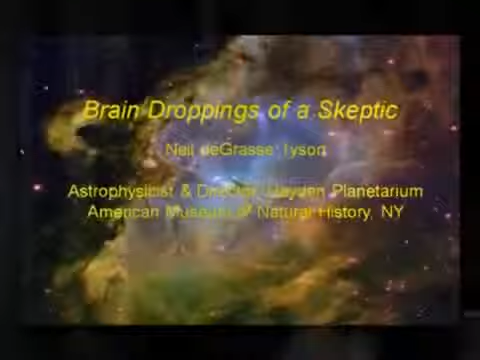 Brain Droppings of a Skeptic
Neil deGrasse Tyson
Astrophysicist & Director, Hayden Planetarium
American Museum of Natural History, NY